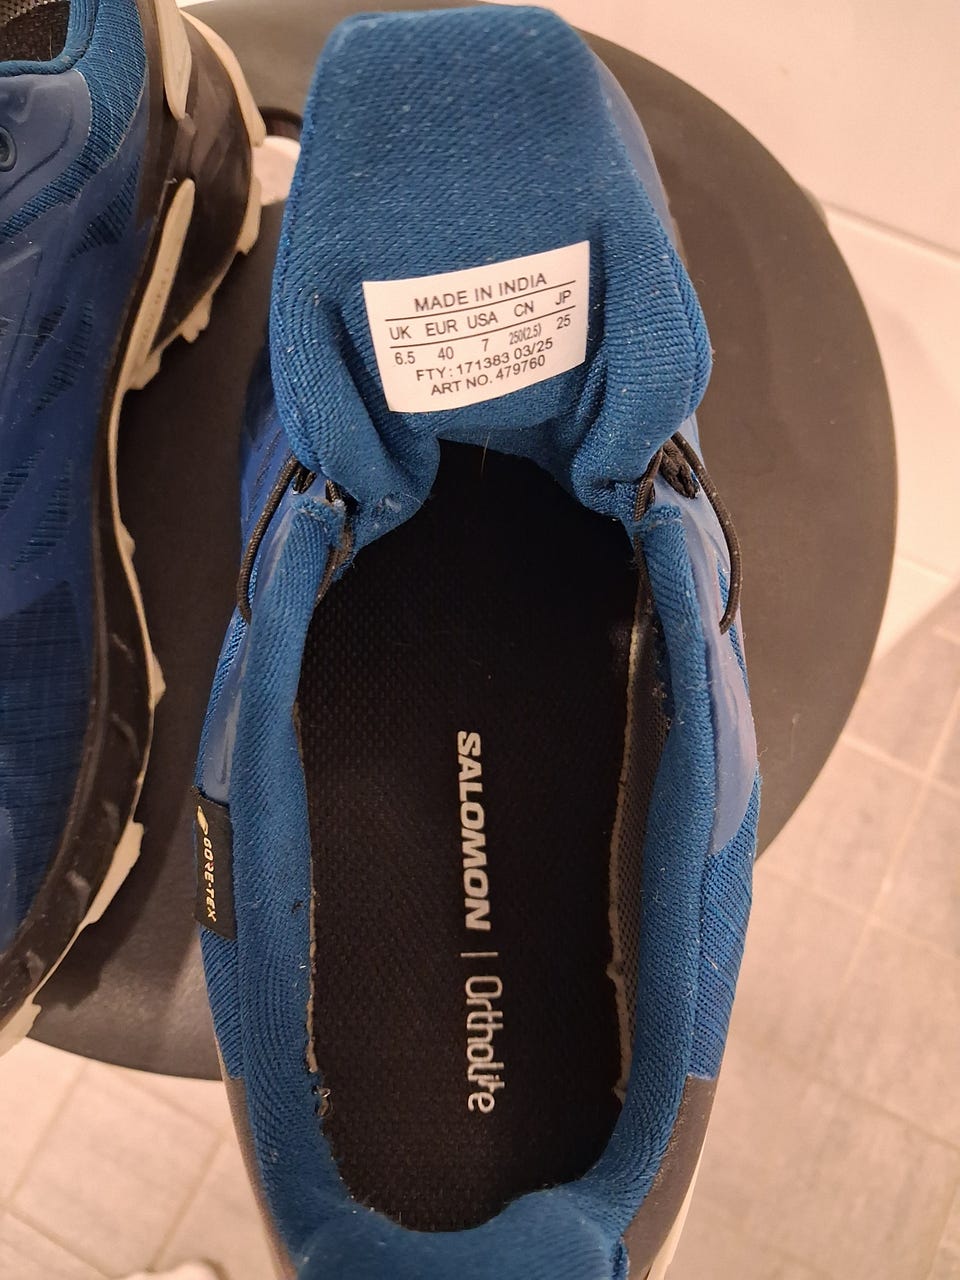 MADE IN INDIA
UK EUR USA CN JP
6.5 40 7 250(2.5) 25
FTY: 171383 03/25
ART NO. 479760
SALOMON | Ortholite
GORE-TEX